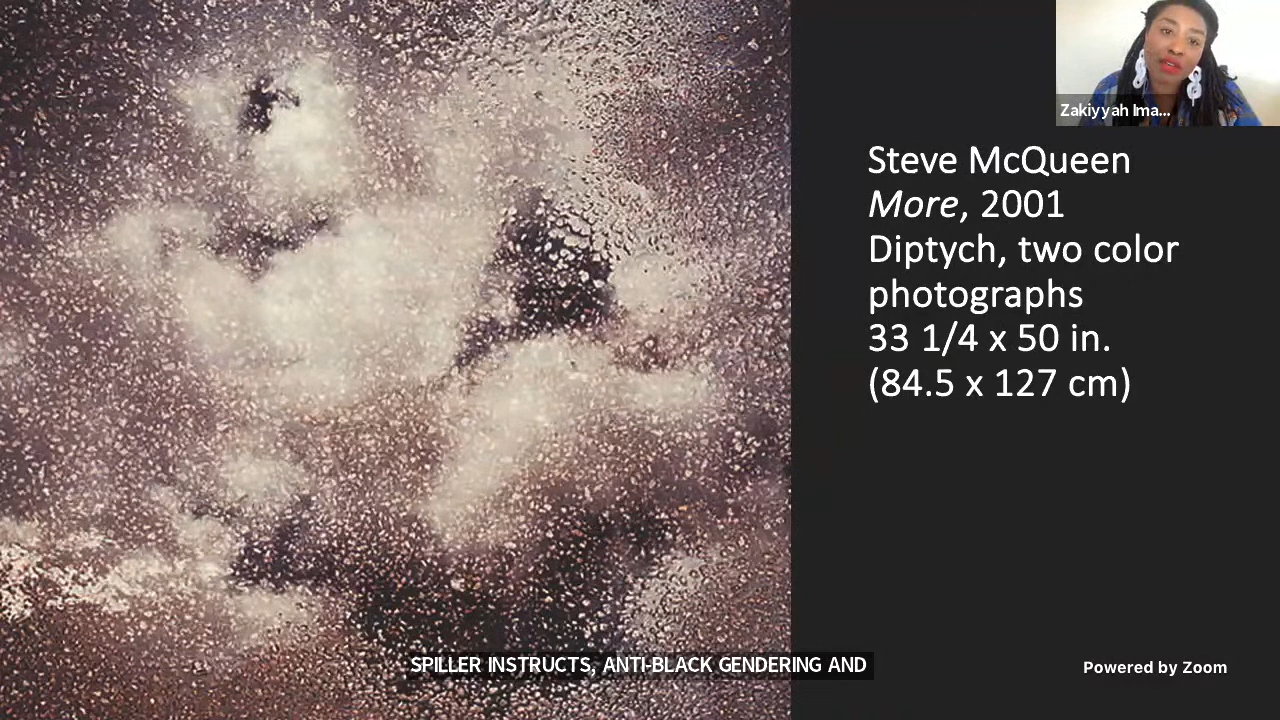 Zakiyyah Ima...
Steve McQueen
More, 2001
Diptych, two color
photographs
33 1/4 x 50 in.
(84.5 x 127 cm)
SPILLER INSTRUCTS, ANTI-BLACK GENDERING AND
Powered by Zoom